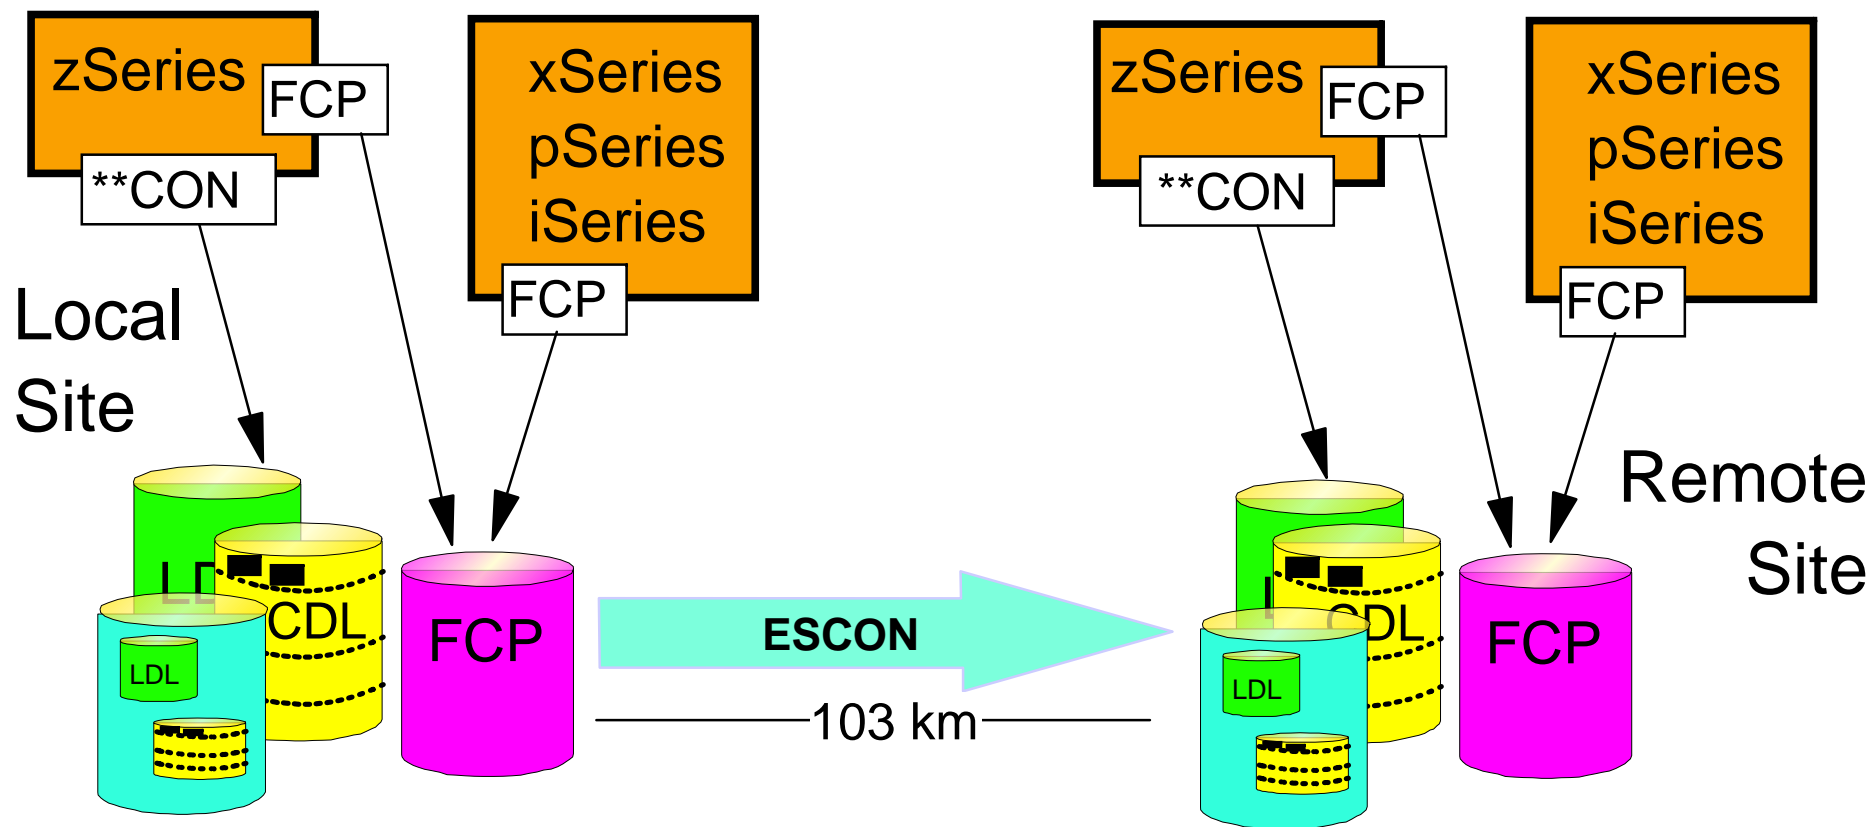 zSeries
FCP
**CON
xSeries
pSeries
iSeries
FCP
Local
Site
CDL
LDL
FCP
ESCON
103 km
zSeries
FCP
**CON
xSeries
pSeries
iSeries
FCP
Remote
Site
CDL
LDL
FCP